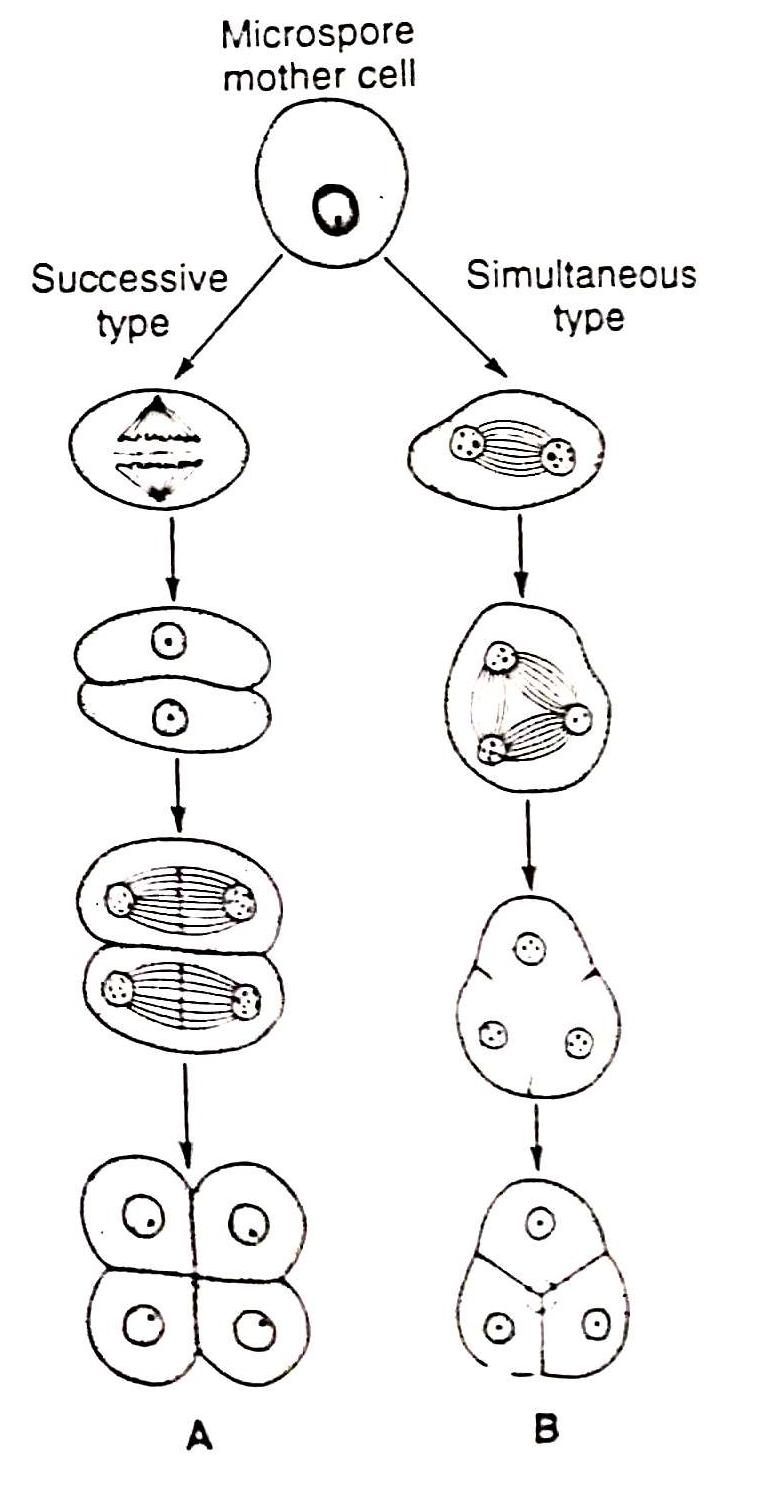 Microspore
mother cell
Successive
type
Simultaneous
type
A
B